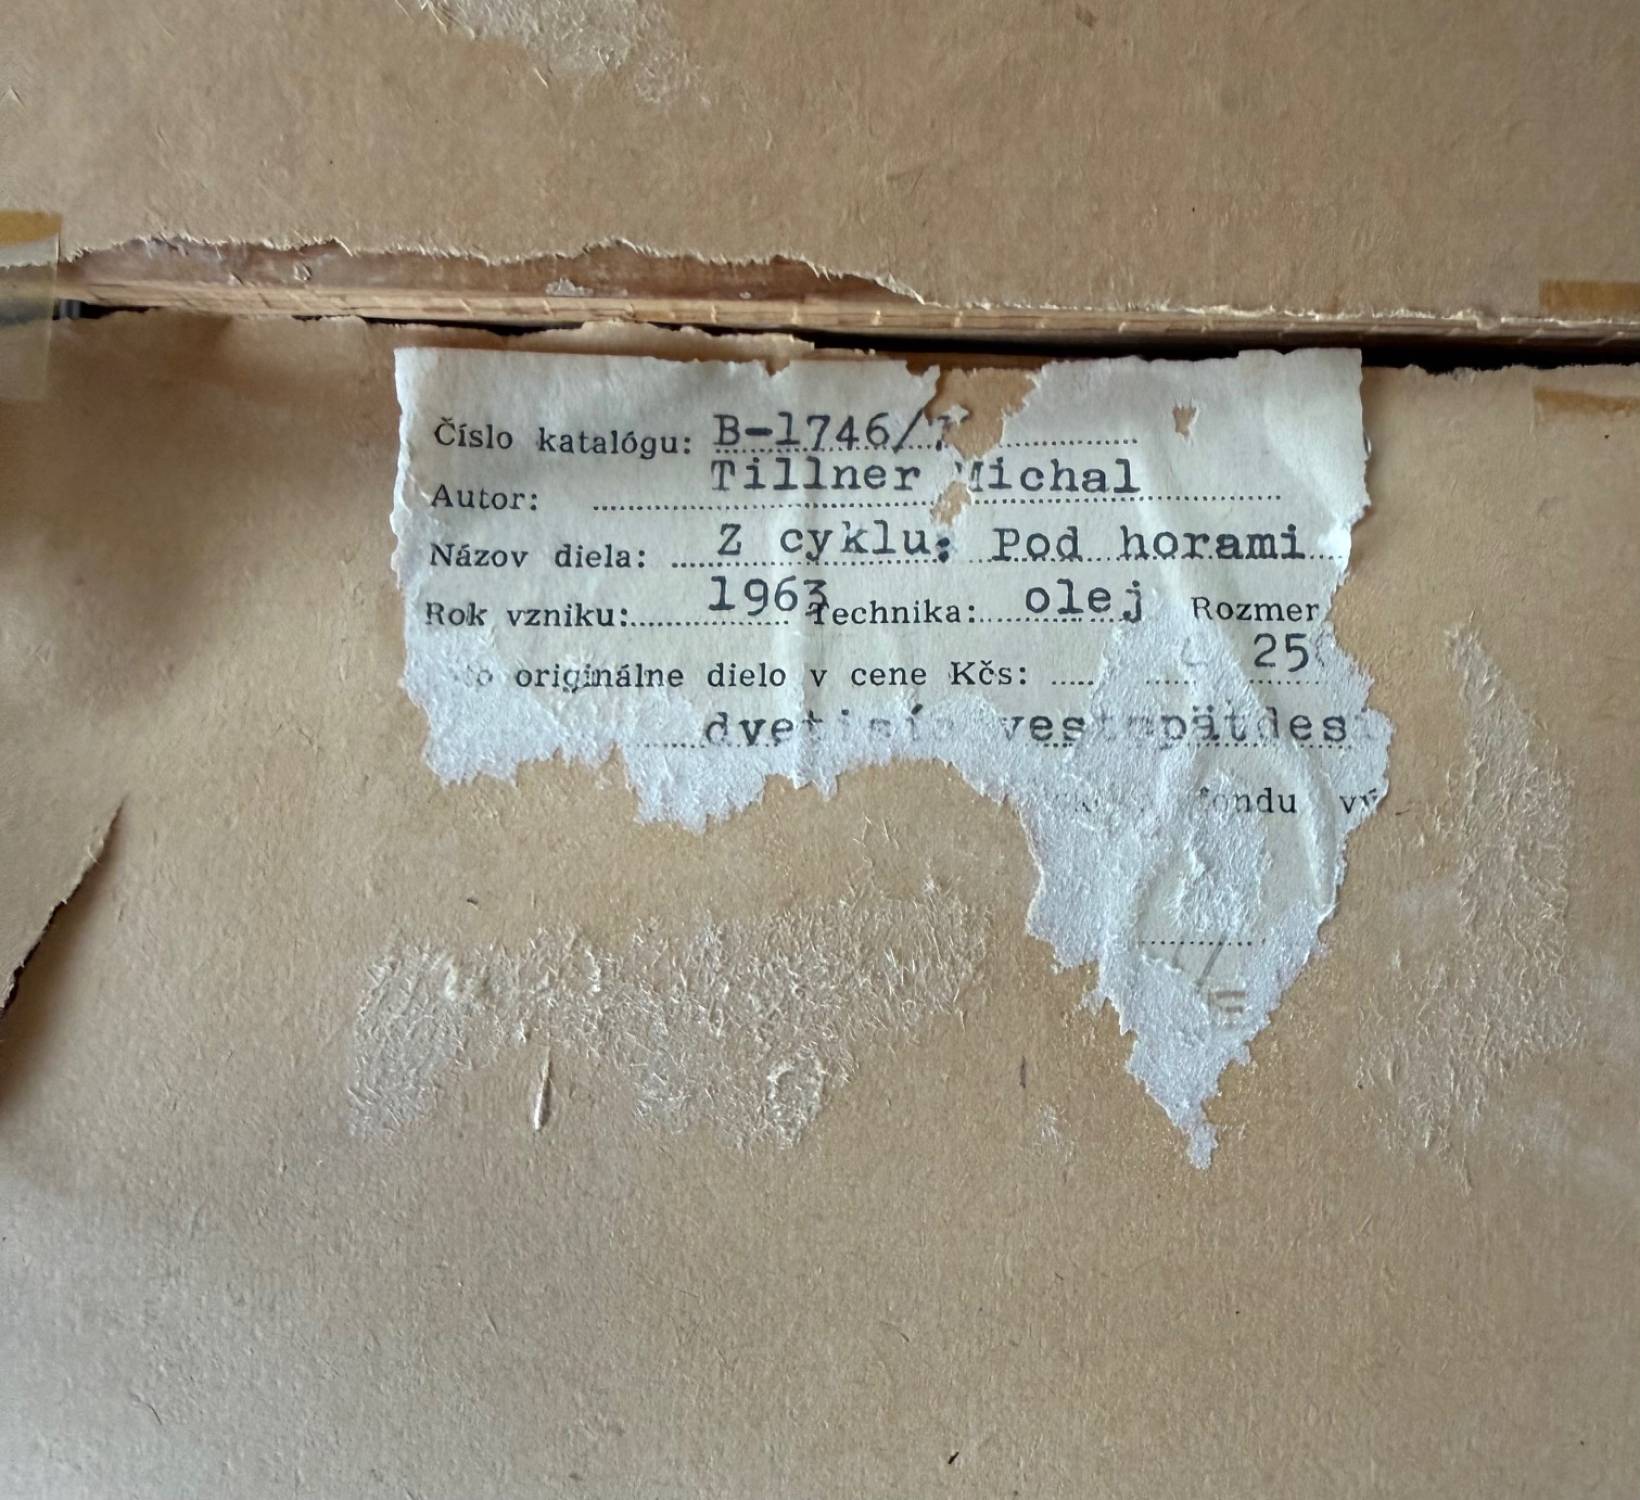 Číslo katalógu: B-1746/7
Autor: Tillner Michal
Názov diela: Z cyklu: Pod horami
Rok vzniku: 1963 Technika: olej Rozmer
originálne dielo v cene Kčs: 25
fondu